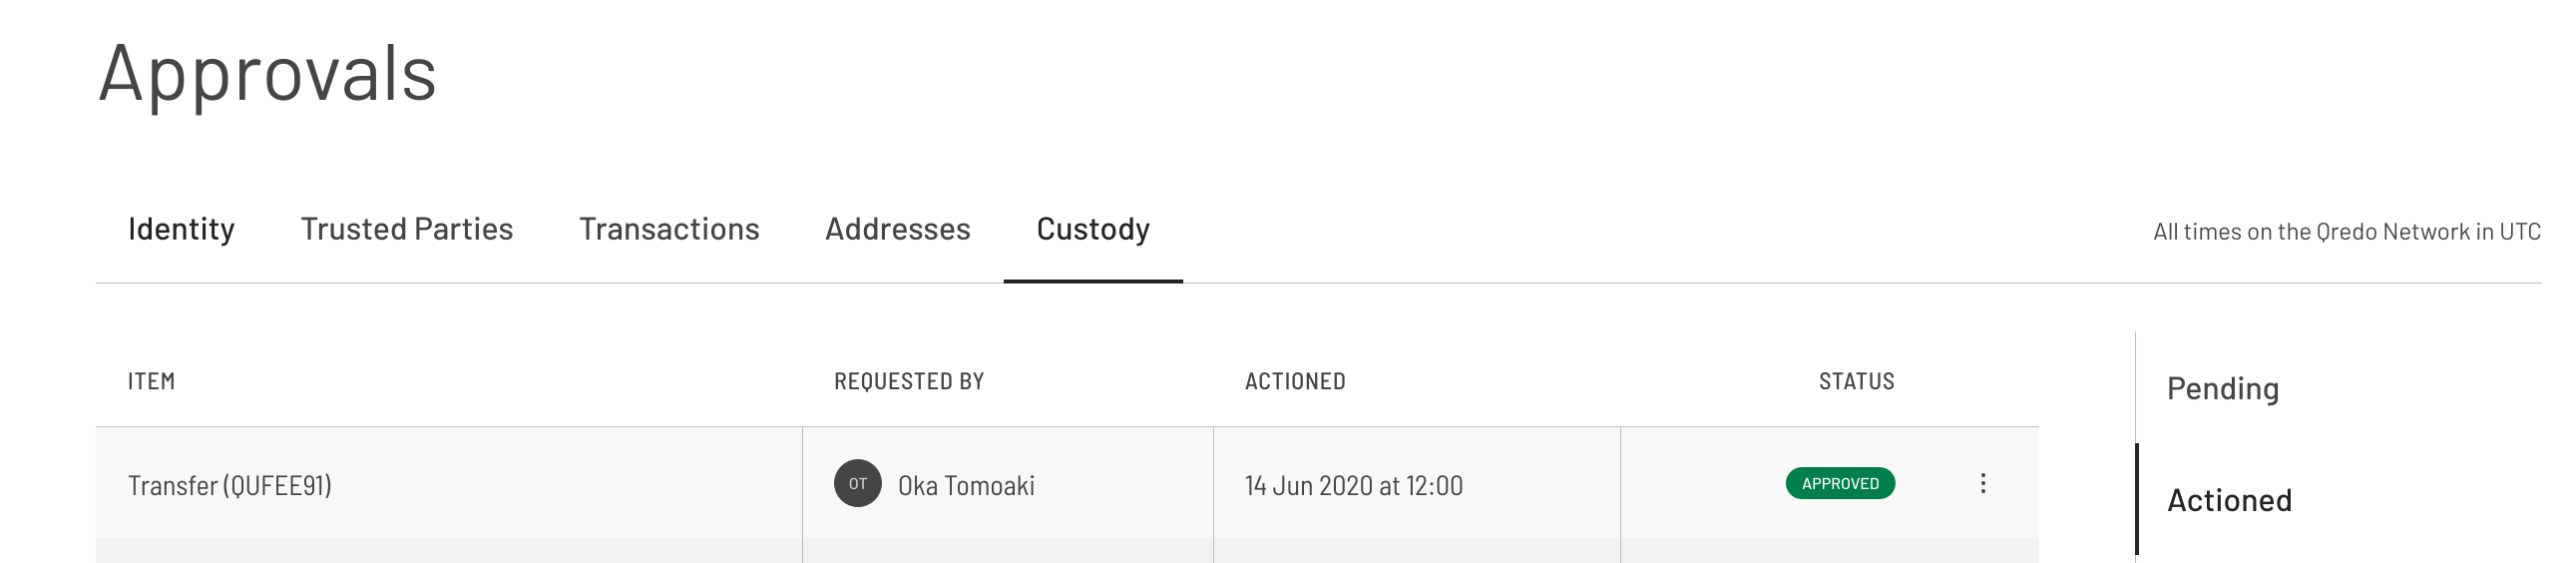 Approvals
Identity Trusted Parties Transactions Addresses Custody All times on the Qredo Network in UTC
ITEM REQUESTED BY ACTIONED STATUS
Pending
Transfer (QUFEE91) OT Oka Tomoaki 14 Jun 2020 at 12:00 APPROVED
Actioned